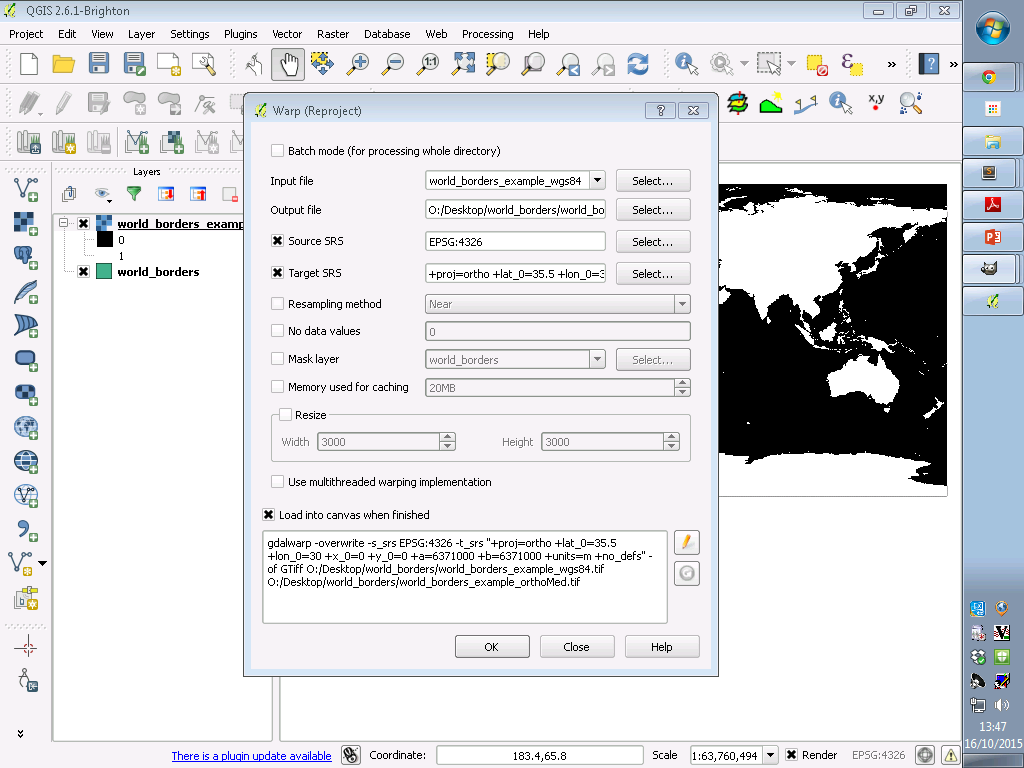 QGIS 2.6.1-Brighton
Project Edit View Layer Settings Plugins Vector Raster Database Web Processing Help
1:1
x,y
Layers
world_borders_examp
0
1
world_borders
Warp (Reproject)
Batch mode (for processing whole directory)
Input file world_borders_example_wgs84 Select...
Output file O:/Desktop/world_borders/world_bo Select...
Source SRS EPSG:4326 Select...
Target SRS +proj=ortho +lat_0=35.5 +lon_0=3 Select...
Resampling method Near
No data values 0
Mask layer world_borders Select...
Memory used for caching 20MB
Resize
Width 3000 Height 3000
Use multithreaded warping implementation
Load into canvas when finished
gdalwarp -overwrite -s_srs EPSG:4326 -t_srs "+proj=ortho +lat_0=35.5
+lon_0=30 +x_0=0 +y_0=0 +a=6371000 +b=6371000 +units=m +no_defs" -
of GTiff O:/Desktop/world_borders/world_borders_example_wgs84.tif
O:/Desktop/world_borders/world_borders_example_orthoMed.tif
OK Close Help
There is a plugin update available Coordinate: 183.4,65.8 Scale 1:63,760,494 Render EPSG:4326
13:47
16/10/2015